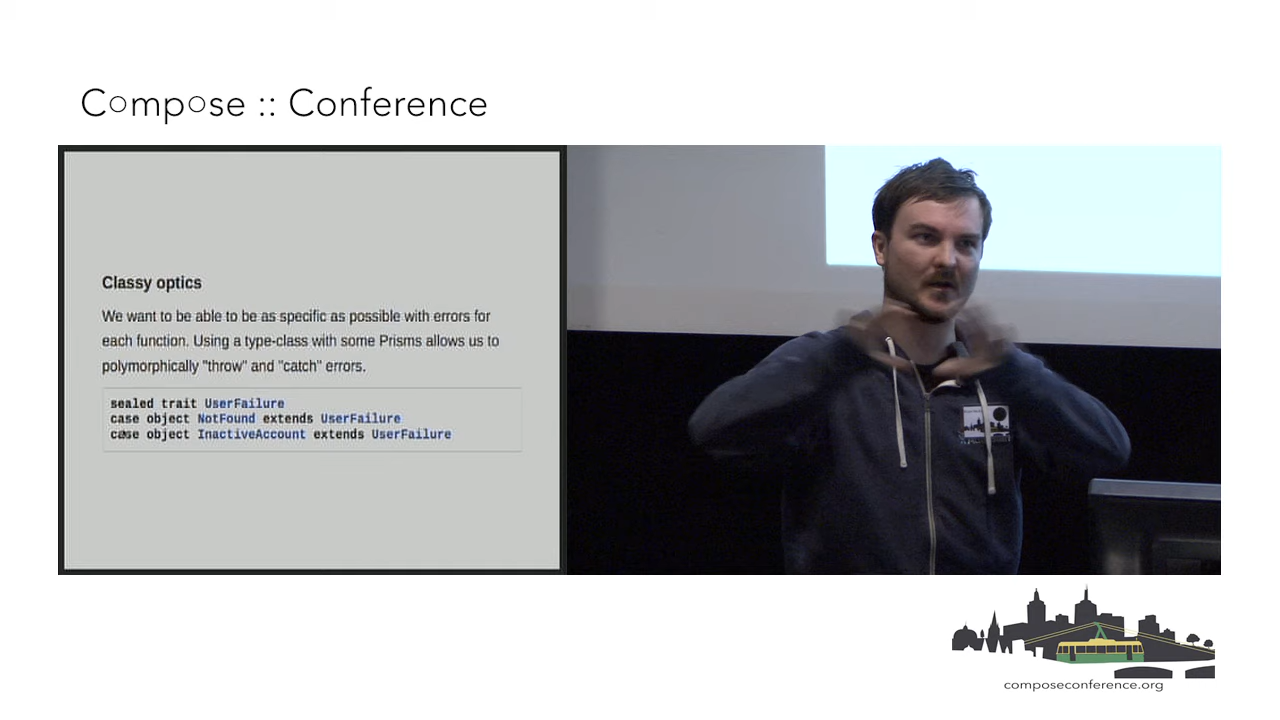 Compose :: Conference
Classy optics
We want to be able to be as specific as possible with errors for
each function. Using a type-class with some Prisms allows us to
polymorphically "throw" and "catch" errors.
sealed trait UserFailure
case object NotFound extends UserFailure
case object InactiveAccount extends UserFailure
composeconference.org